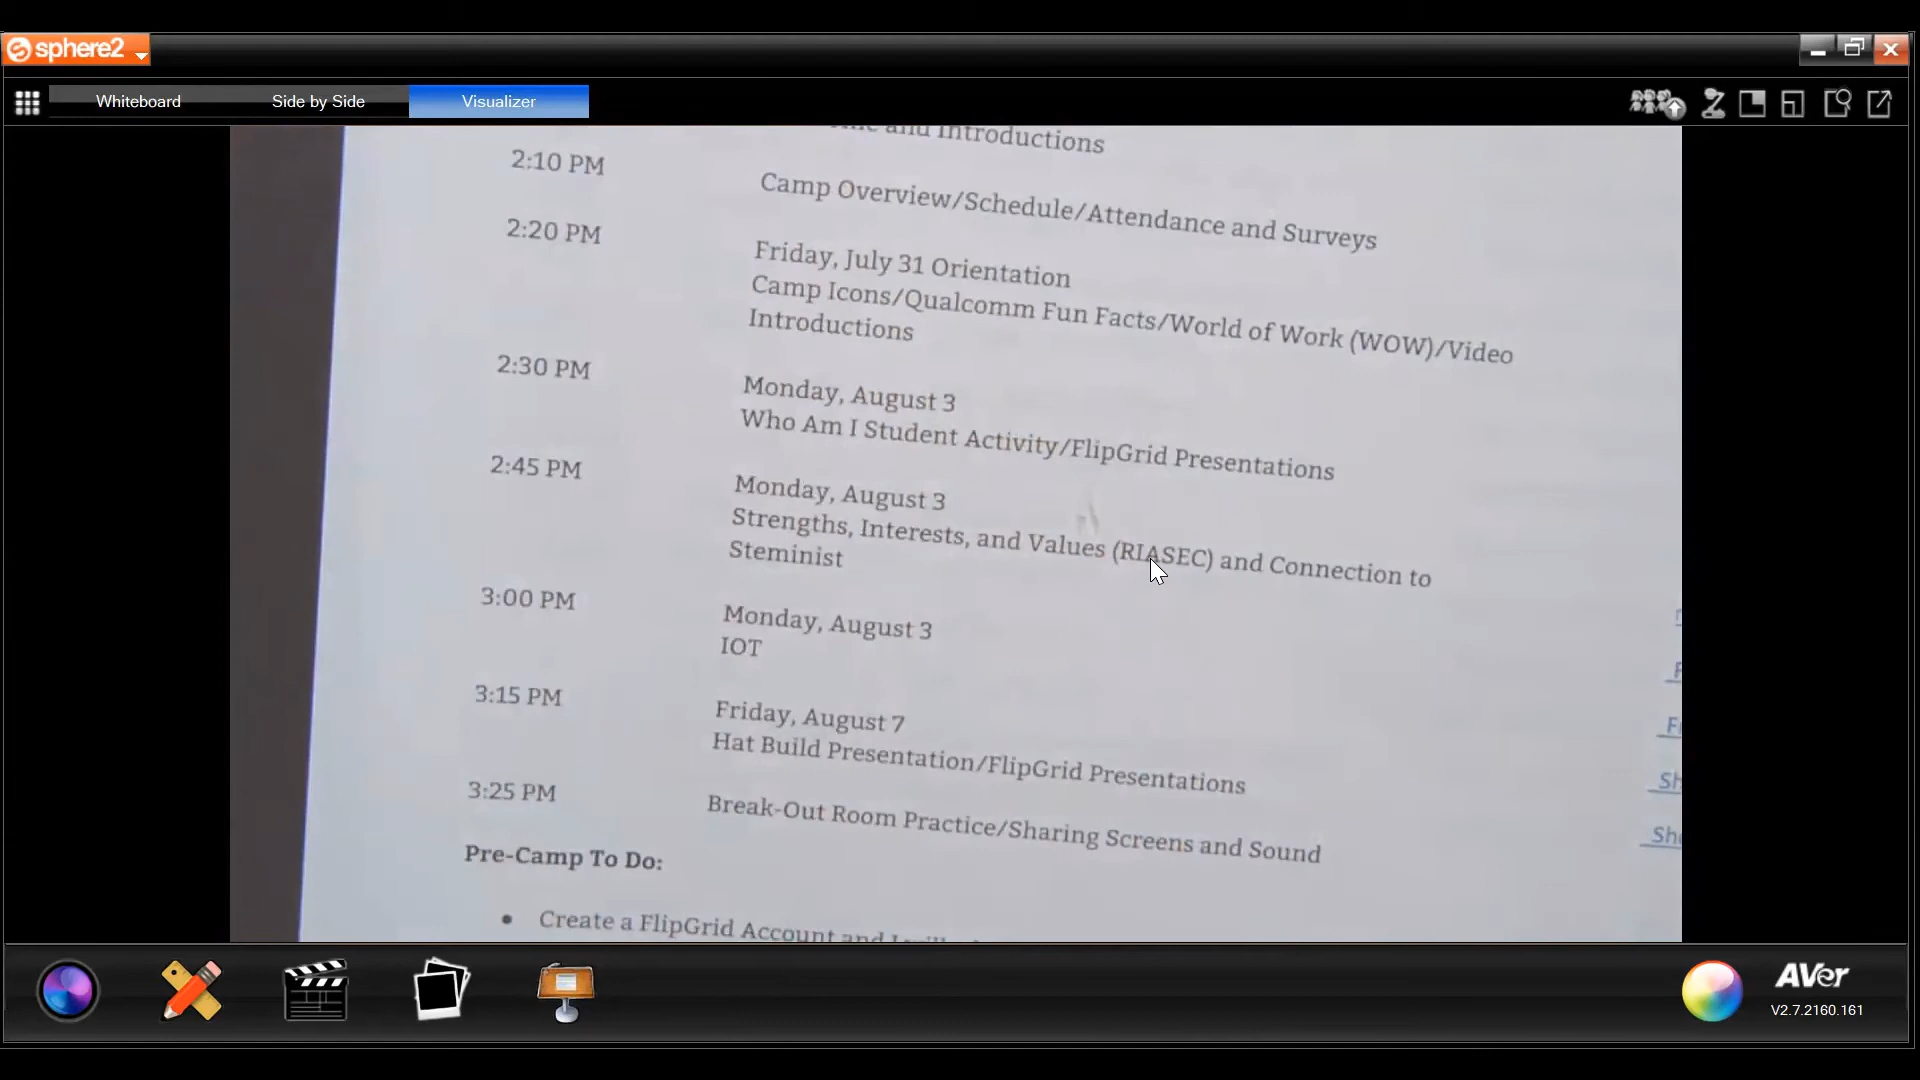 sphere2
Whiteboard
Side by Side
Visualizer
and Introductions
2:10 PM
Camp Overview/Schedule/Attendance and Surveys
2:20 PM
Friday, July 31 Orientation
Camp Icons/Qualcomm Fun Facts/World of Work (WOW)/Video
Introductions
2:30 PM
Monday, August 3
Who Am I Student Activity/FlipGrid Presentations
2:45 PM
Monday, August 3
Strengths, Interests, and Values (RIASEC) and Connection to
Steminist
3:00 PM
Monday, August 3
IOT
3:15 PM
Friday, August 7
Hat Build Presentation/FlipGrid Presentations
3:25 PM
Break-Out Room Practice/Sharing Screens and Sound
Pre-Camp To Do:
• Create a FlipGrid Account and
AVer
V2.7.2160.161